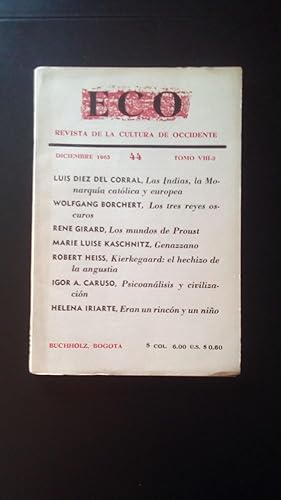 ECO
REVISTA DE LA CULTURA DE OCCIDENTE
DICIEMBRE 1963 44 TOMO VIII-2
LUIS DIEZ DEL CORRAL, Las Indias, la Mo-
narquía católica y europea
WOLFGANG BORCHERT, Los tres reyes os-
curos
RENE GIRARD, Los mundos de Proust
MARIE LUISE KASCHNITZ, Genazzano
ROBERT HEISS, Kierkegaard: el hechizo de
la angustia
IGOR A. CARUSO, Psicoanálisis y civiliza-
ción
HELENA IRIARTE, Eran un rincón y un niño
BUCHHOLZ, BOGOTA $ COL. 6.00 U.S. $ 0.60